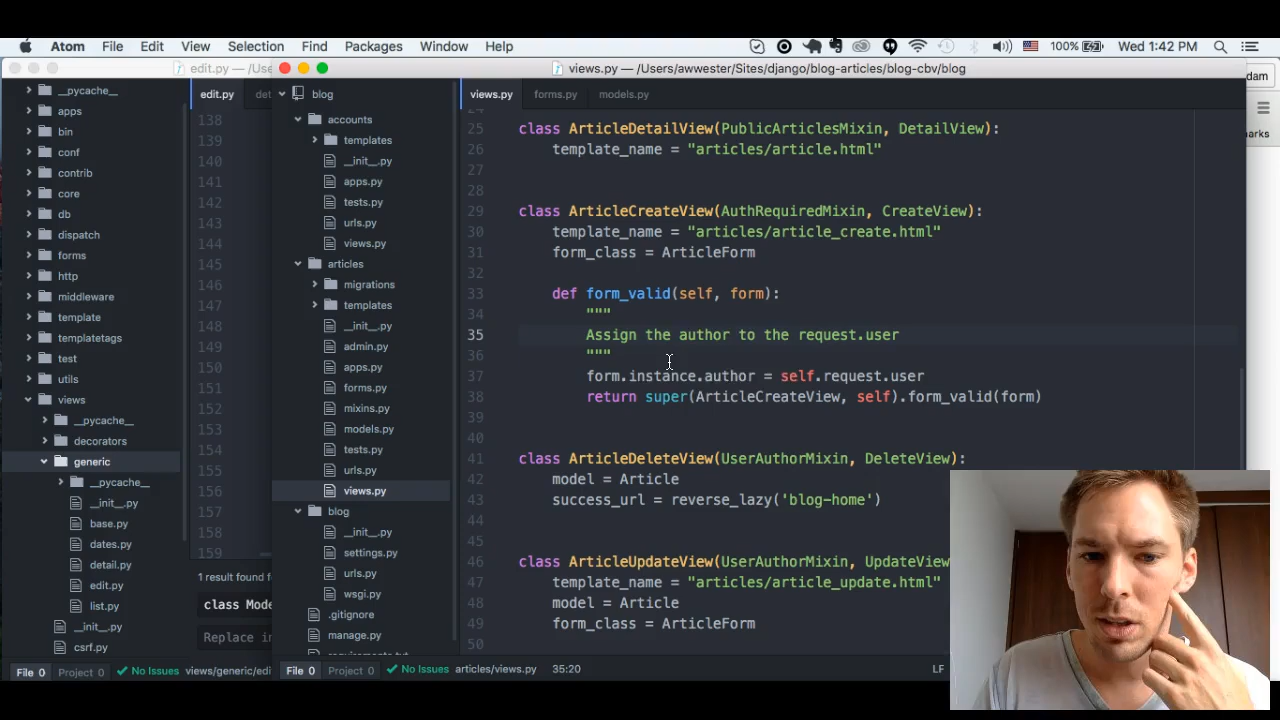 Atom File Edit View Selection Find Packages Window Help 100% Wed 1:42 PM
edit.py — /Use
views.py — /Users/awwester/Sites/django/blog-articles/blog-cbv/blog
dam
arks
__pycache__
apps
bin
conf
contrib
core
db
dispatch
forms
http
middleware
template
templatetags
test
utils
views
__pycache__
decorators
generic
__pycache__
__init__.py
base.py
dates.py
detail.py
edit.py
list.py
__init__.py
csrf.py
File 0 Project 0 No Issues views/generic/edi
edit.py det
138
139
140
141
142
143
144
145
146
147
148
149
150
151
152
153
154
155
156
157
158
159
1 result found f
class Mode
Replace in
blog
accounts
templates
__init__.py
apps.py
tests.py
urls.py
views.py
articles
migrations
templates
__init__.py
admin.py
apps.py
forms.py
mixins.py
models.py
tests.py
urls.py
views.py
blog
__init__.py
settings.py
urls.py
wsgi.py
.gitignore
manage.py
views.py forms.py models.py
25 class ArticleDetailView(PublicArticlesMixin, DetailView):
26 template_name = "articles/article.html"
27
28
29 class ArticleCreateView(AuthRequiredMixin, CreateView):
30 template_name = "articles/article_create.html"
31 form_class = ArticleForm
32
33 def form_valid(self, form):
34 """
35 Assign the author to the request.user
36 """
37 form.instance.author = self.request.user
38 return super(ArticleCreateView, self).form_valid(form)
39
40
41 class ArticleDeleteView(UserAuthorMixin, DeleteView):
42 model = Article
43 success_url = reverse_lazy('blog-home')
44
45
46 class ArticleUpdateView(UserAuthorMixin, UpdateView
47 template_name = "articles/article_update.html"
48 model = Article
49 form_class = ArticleForm
50
File 0 Project 0 No Issues articles/views.py 35:20 LF